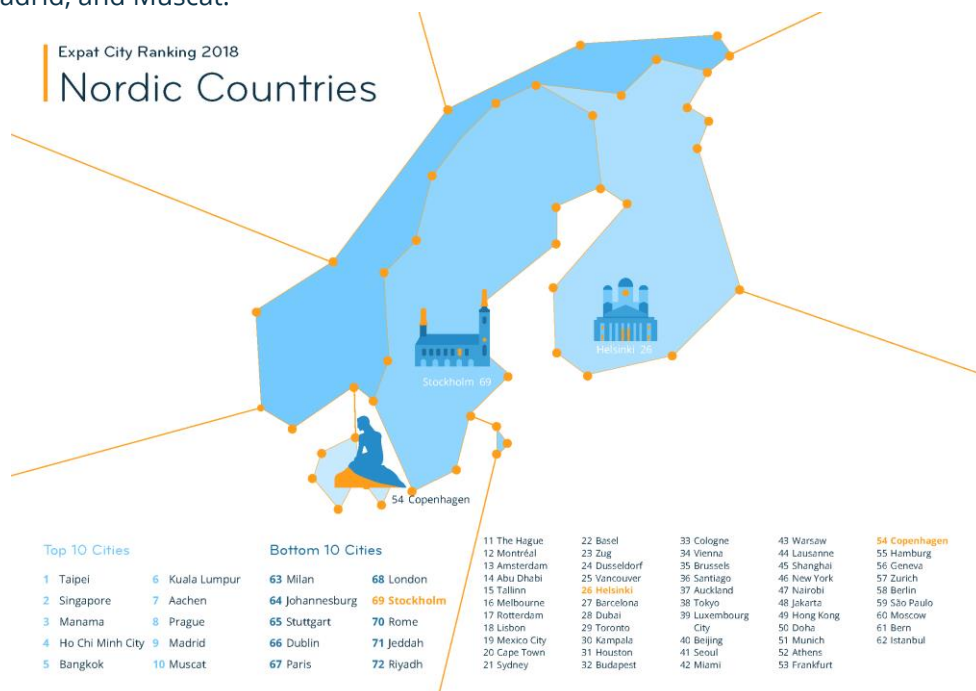 adrid, and Muscat.
Expat City Ranking 2018
Nordic Countries
Helsinki 26
Stockholm 69
54 Copenhagen
Top 10 Cities
1 Taipei
2 Singapore
3 Manama
4 Ho Chi Minh City
5 Bangkok
6 Kuala Lumpur
7 Aachen
8 Prague
9 Madrid
10 Muscat
Bottom 10 Cities
63 Milan
64 Johannesburg
65 Stuttgart
66 Dublin
67 Paris
68 London
69 Stockholm
70 Rome
71 Jeddah
72 Riyadh
11 The Hague
12 Montréal
13 Amsterdam
14 Abu Dhabi
15 Tallinn
16 Melbourne
17 Rotterdam
18 Lisbon
19 Mexico City
20 Cape Town
21 Sydney
22 Basel
23 Zug
24 Dusseldorf
25 Vancouver
26 Helsinki
27 Barcelona
28 Dubai
29 Toronto
30 Kampala
31 Houston
32 Budapest
33 Cologne
34 Vienna
35 Brussels
36 Santiago
37 Auckland
38 Tokyo
39 Luxembourg
City
40 Beijing
41 Seoul
42 Miami
43 Warsaw
44 Lausanne
45 Shanghai
46 New York
47 Nairobi
48 Jakarta
49 Hong Kong
50 Doha
51 Munich
52 Athens
53 Frankfurt
54 Copenhagen
55 Hamburg
56 Geneva
57 Zurich
58 Berlin
59 São Paulo
60 Moscow
61 Bern
62 Istanbul